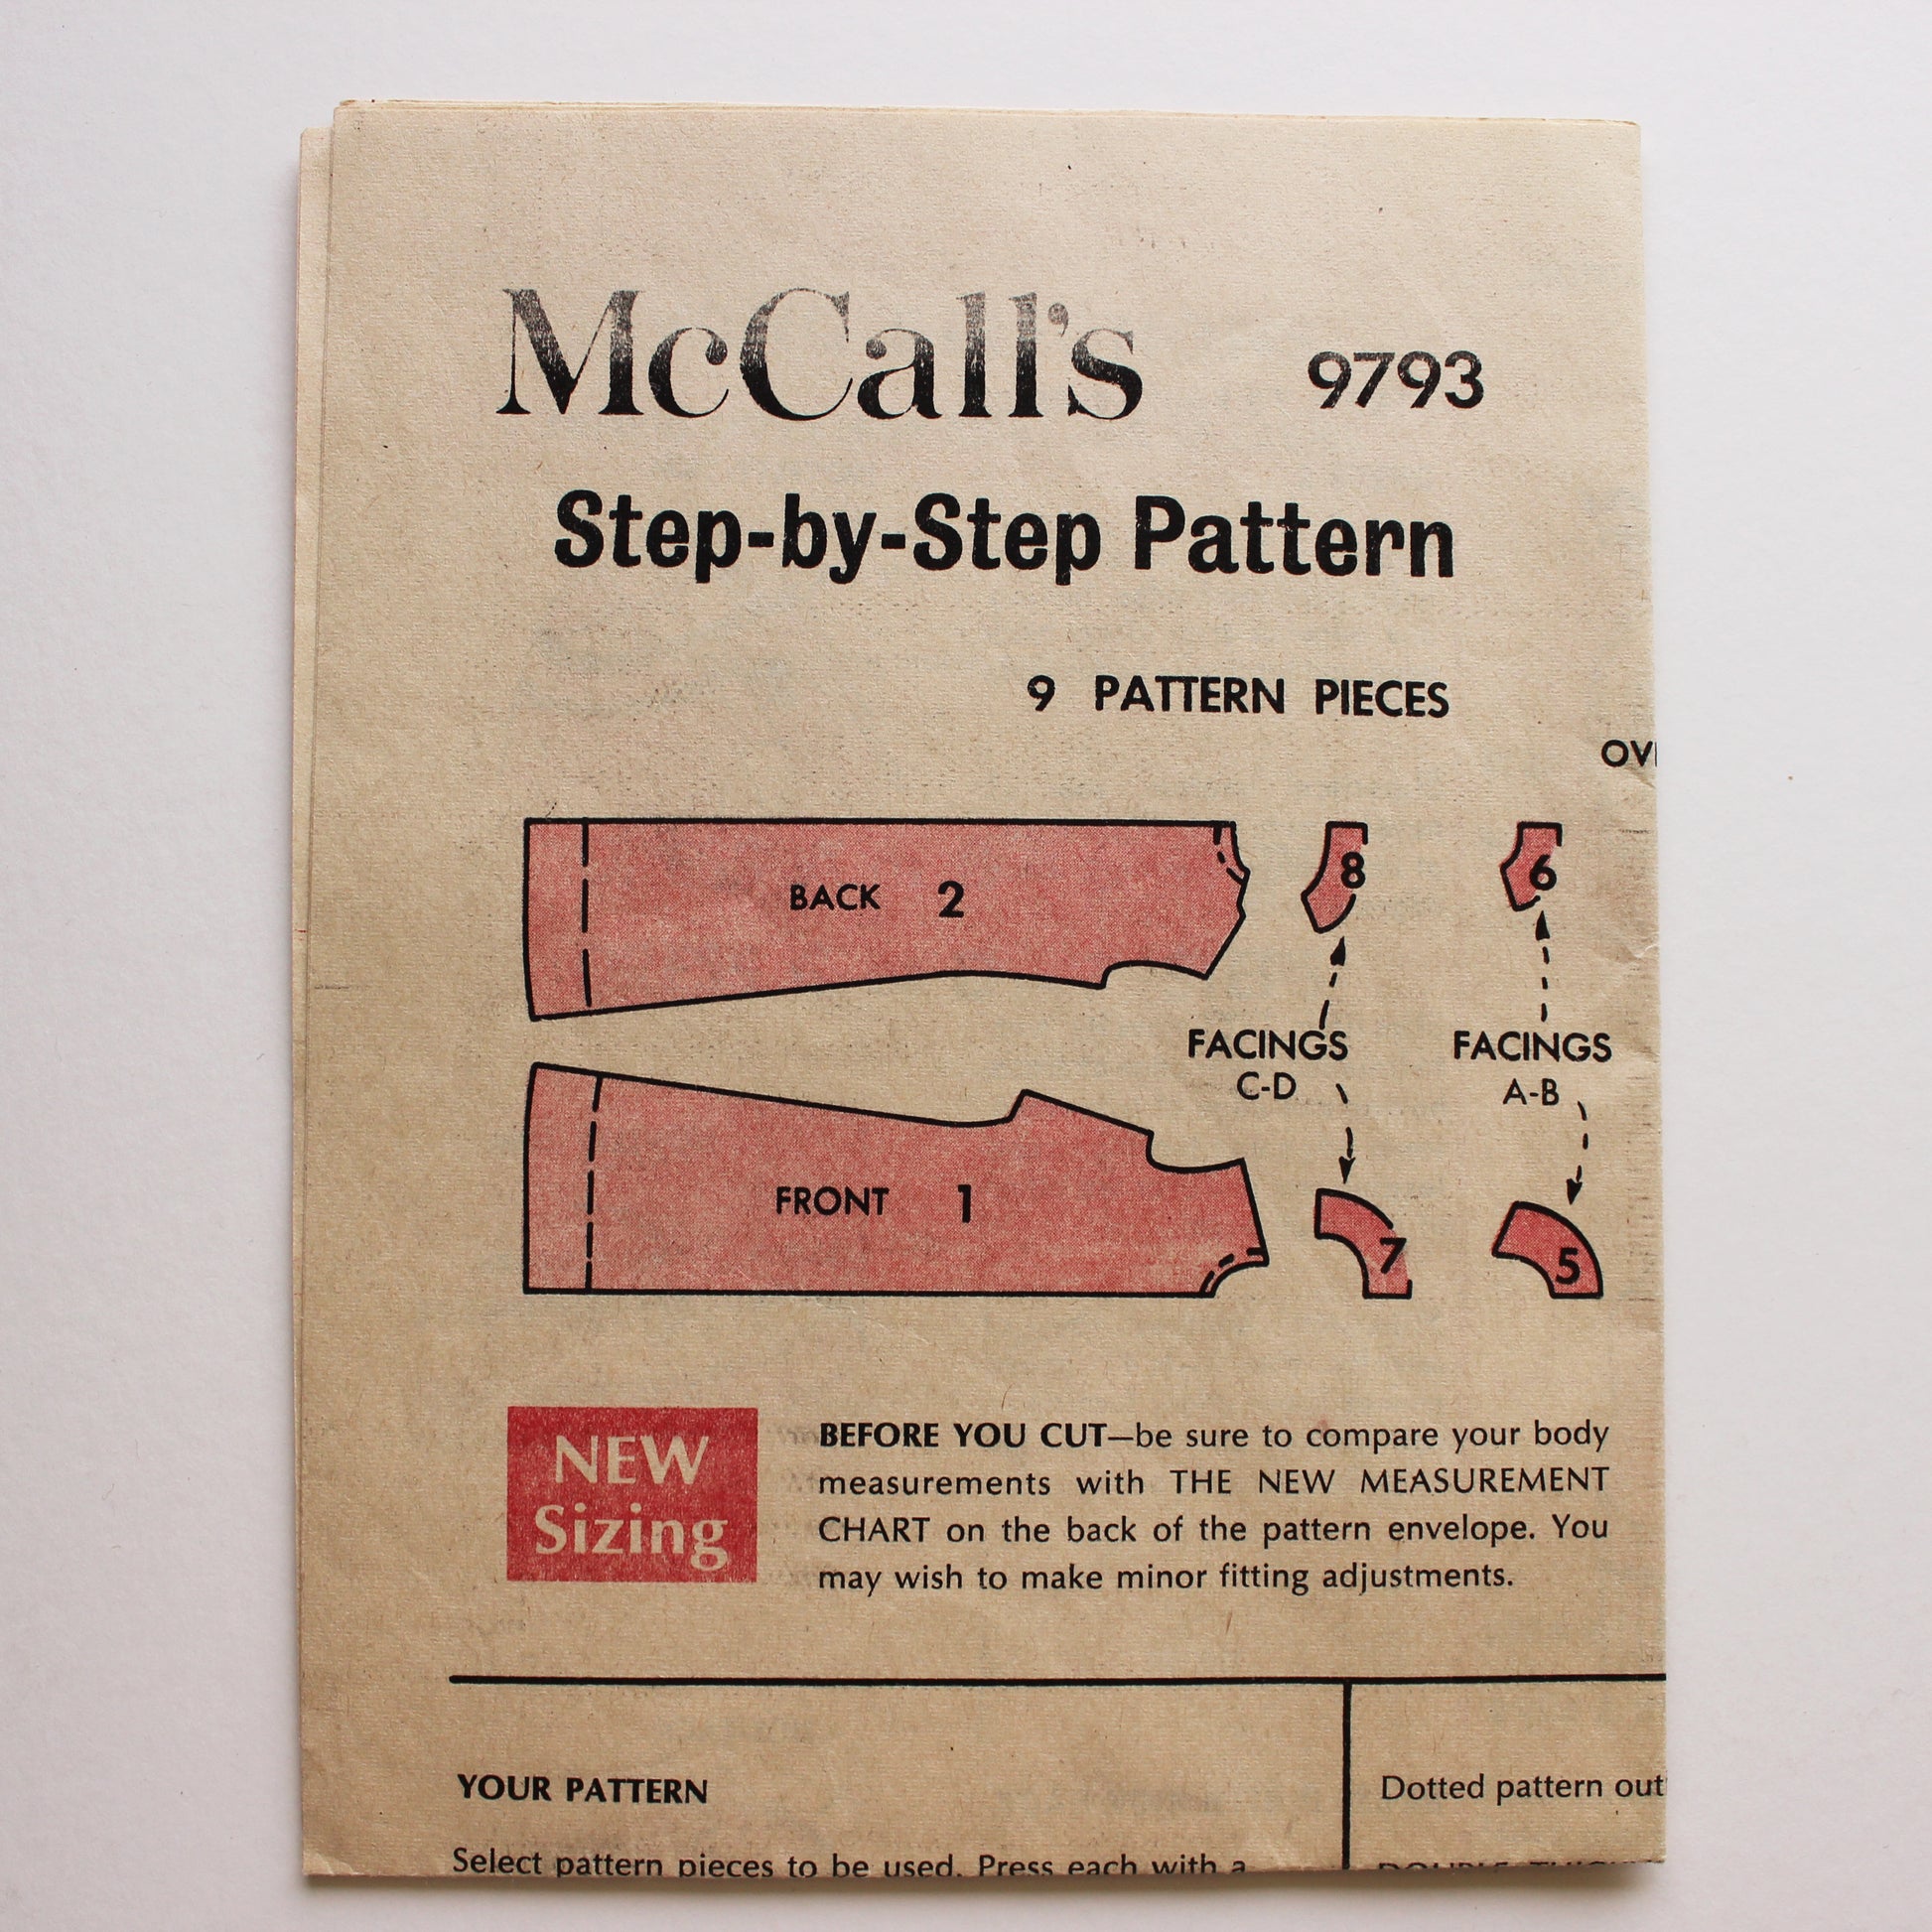 McCall's 9793
Step-by-Step Pattern
9 PATTERN PIECES
BACK 2
8
6
FACINGS
C-D
FACINGS
A-B
FRONT 1
7
5
NEW
Sizing
BEFORE YOU CUT—be sure to compare your body
measurements with THE NEW MEASUREMENT
CHART on the back of the pattern envelope. You
may wish to make minor fitting adjustments.
YOUR PATTERN
Select pattern pieces to be used. Press each with a
Dotted pattern out